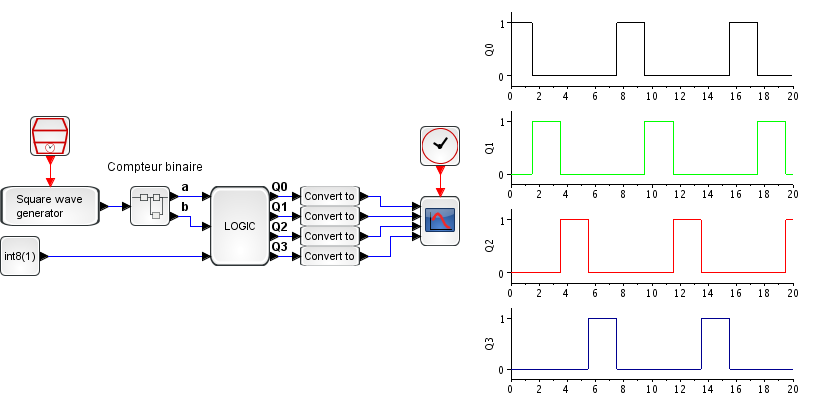 Compteur binaire
Square wave
generator
a
b
int8(1)
LOGIC
Q0
Q1
Q2
Q3
Convert to
Convert to
Convert to
Convert to
Q0
1
0
0 2 4 6 8 10 12 14 16 18 20
Q1
1
0
0 2 4 6 8 10 12 14 16 18 20
Q2
1
0
0 2 4 6 8 10 12 14 16 18 20
Q3
1
0
0 2 4 6 8 10 12 14 16 18 20